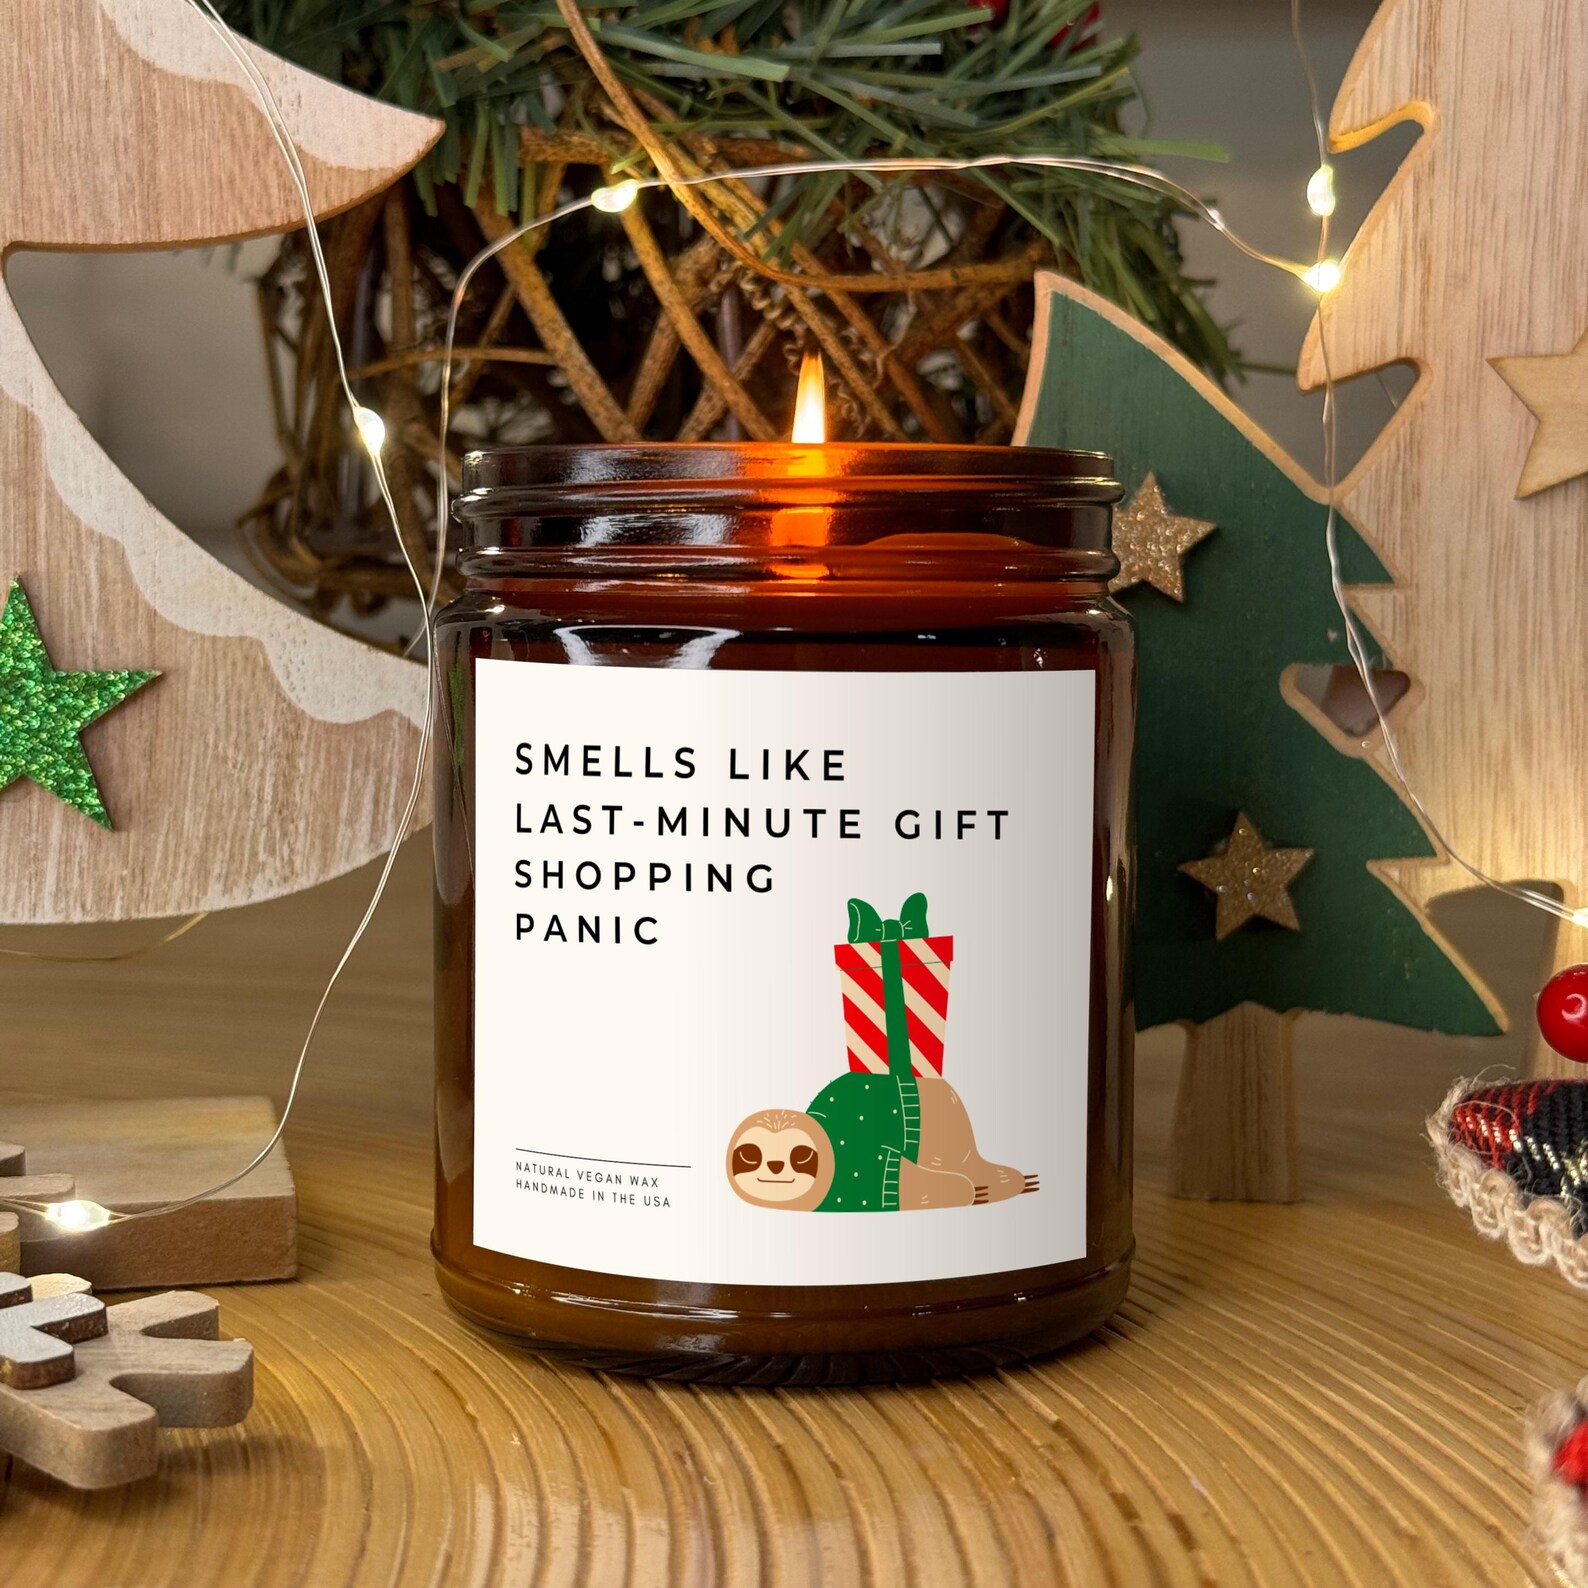 SMELLS LIKE
LAST-MINUTE GIFT
SHOPPING
PANIC
NATURAL VEGAN WAX
HANDMADE IN THE USA